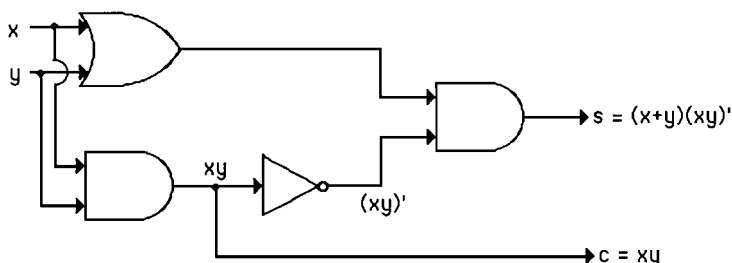 x
y
s = (x+y)(xy)'
xy
(xy)'
c = xy